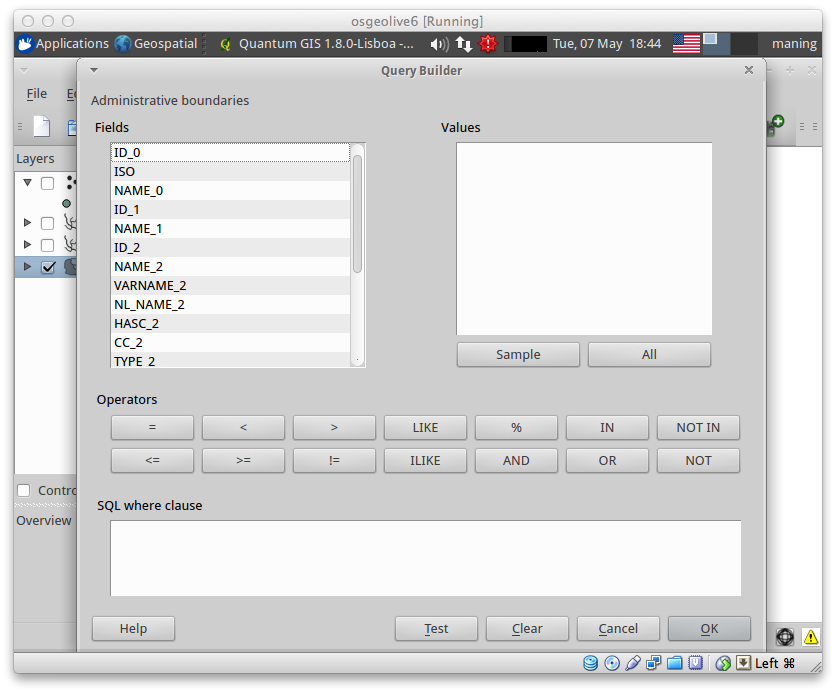 osgeolive6 [Running]
Applications Geospatial Quantum GIS 1.8.0-Lisboa -... Tue, 07 May 18:44 maning
Query Builder
File
Administrative boundaries
Fields Values
Layers
ID_0
ISO
NAME_0
ID_1
NAME_1
ID_2
NAME_2
VARNAME_2
NL_NAME_2
HASC_2
CC_2
TYPE_2
Sample All
Operators
= < > LIKE % IN NOT IN
<= >= != ILIKE AND OR NOT
Contro
SQL where clause
Overview
Help Test Clear Cancel OK
Left ⌘